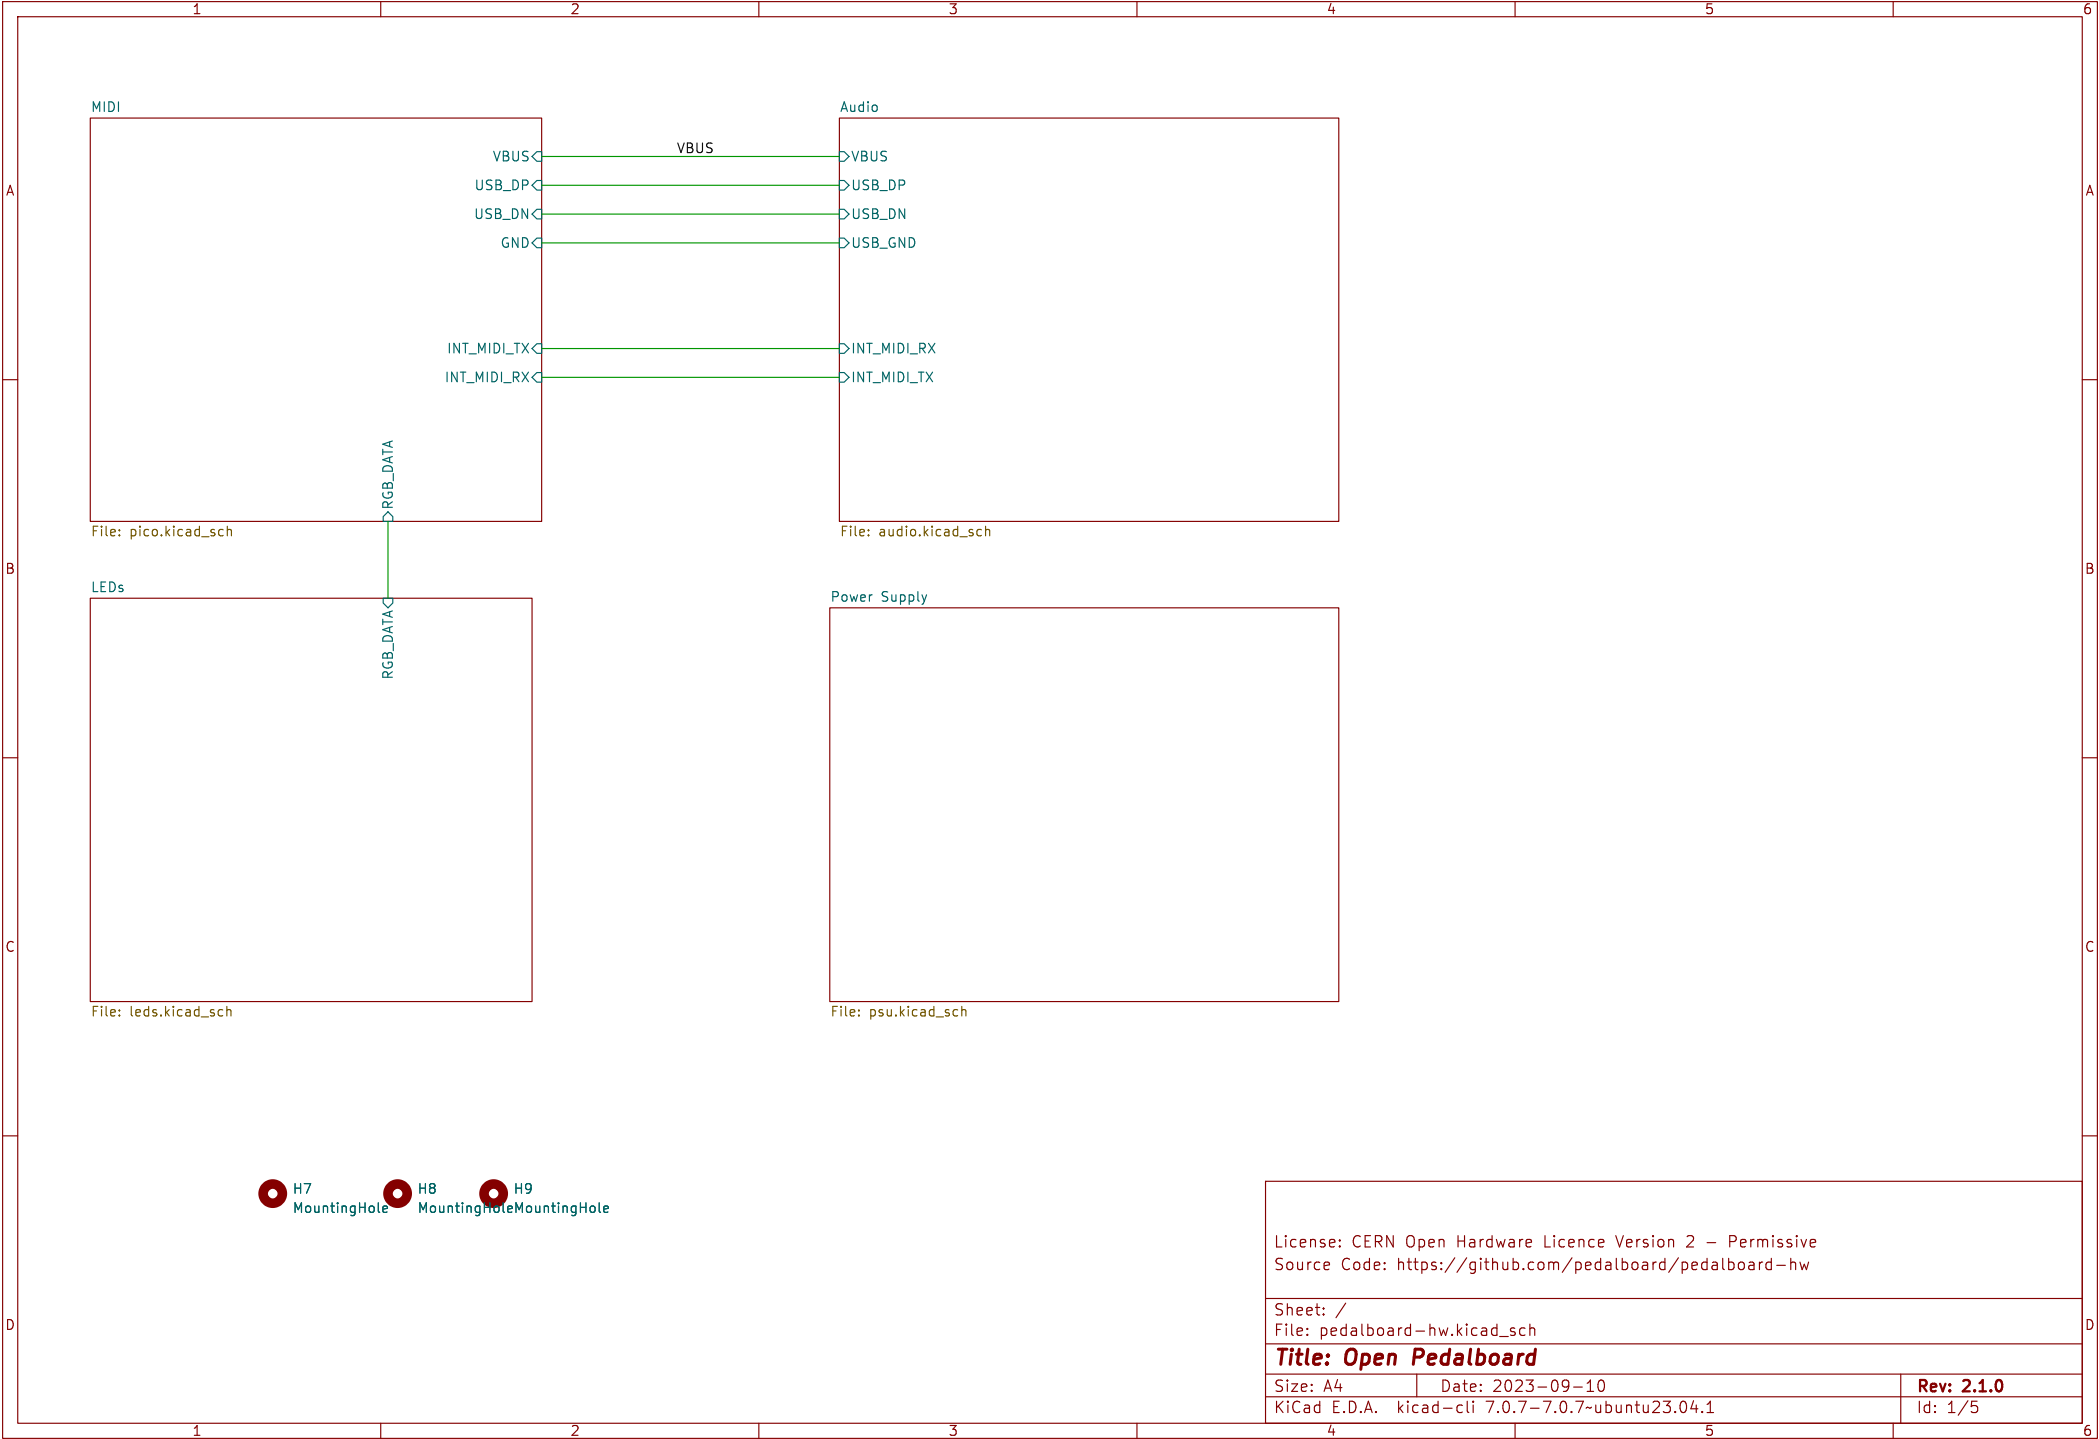 1 2 3 4 5 6
MIDI
Audio
VBUS
VBUS
VBUS
USB_DP
USB_DP
A
A
USB_DN
USB_DN
GND
USB_GND
INT_MIDI_TX
INT_MIDI_RX
INT_MIDI_RX
INT_MIDI_TX
RGB_DATA
File: pico.kicad_sch
File: audio.kicad_sch
B
B
LEDs
Power Supply
RGB_DATA
C
C
File: leds.kicad_sch
File: psu.kicad_sch
H7
MountingHole
H8
MountingHole
H9
MountingHole
License: CERN Open Hardware Licence Version 2 - Permissive
Source Code: https://github.com/pedalboard/pedalboard-hw
Sheet: /
File: pedalboard-hw.kicad_sch
D
D
Title: Open Pedalboard
Size: A4
Date: 2023-09-10
Rev: 2.1.0
KiCad E.D.A. kicad-cli 7.0.7-7.0.7~ubuntu23.04.1
Id: 1/5
1 2 3 4 5 6